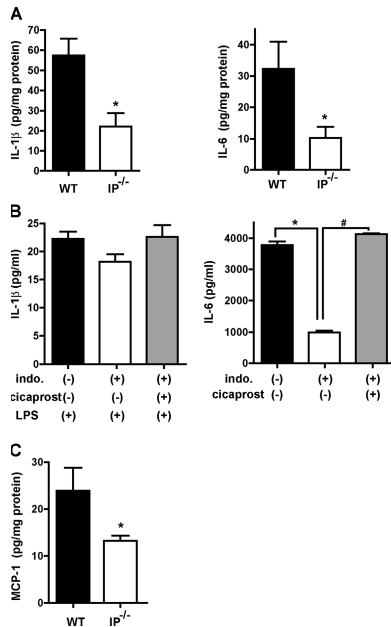 A
IL-1β (pg/mg protein)
70
60
50
40
30
20
10
0
*
WT
IP-/-
IL-6 (pg/mg protein)
50
40
30
20
10
0
*
WT
IP-/-
B
IL-1β (pg/ml)
25
20
15
10
5
0
indo. (-) (+) (+)
cicaprost (-) (-) (+)
LPS (+) (+) (+)
IL-6 (pg/ml)
4000
3000
2000
1000
0
* #
indo. (-) (+) (+)
cicaprost (-) (-) (+)
C
MCP-1 (pg/mg protein)
30
20
10
0
*
WT
IP-/-